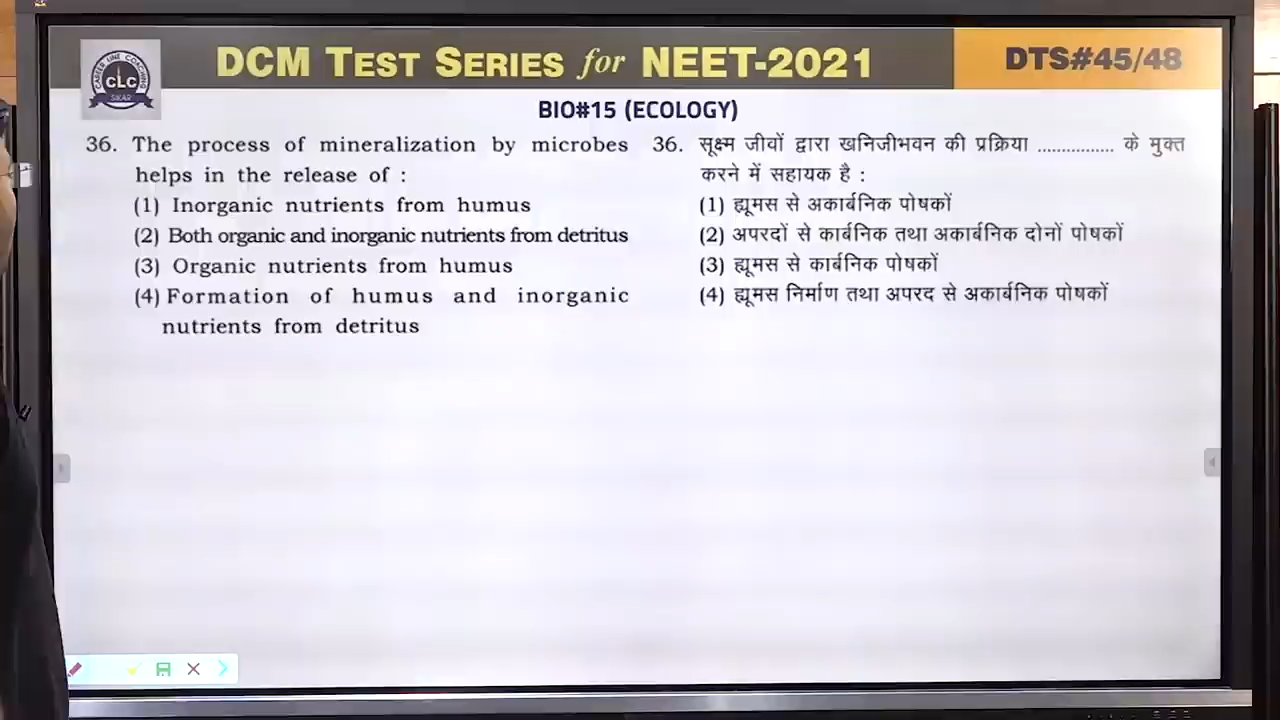 CAREER LINE COACHING
CLC
SIKAR
DCM TEST SERIES for NEET-2021
DTS#45/48
BIO#15 (ECOLOGY)
36. The process of mineralization by microbes
helps in the release of :
(1) Inorganic nutrients from humus
(2) Both organic and inorganic nutrients from detritus
(3) Organic nutrients from humus
(4) Formation of humus and inorganic
nutrients from detritus
36. सूक्ष्म जीवों द्वारा खनिजीभवन की प्रक्रिया ............... के मुक्त
करने में सहायक है :
(1) ह्यूमस से अकार्बनिक पोषकों
(2) अपरदों से कार्बनिक तथा अकार्बनिक दोनों पोषकों
(3) ह्यूमस से कार्बनिक पोषकों
(4) ह्यूमस निर्माण तथा अपरद से अकार्बनिक पोषकों